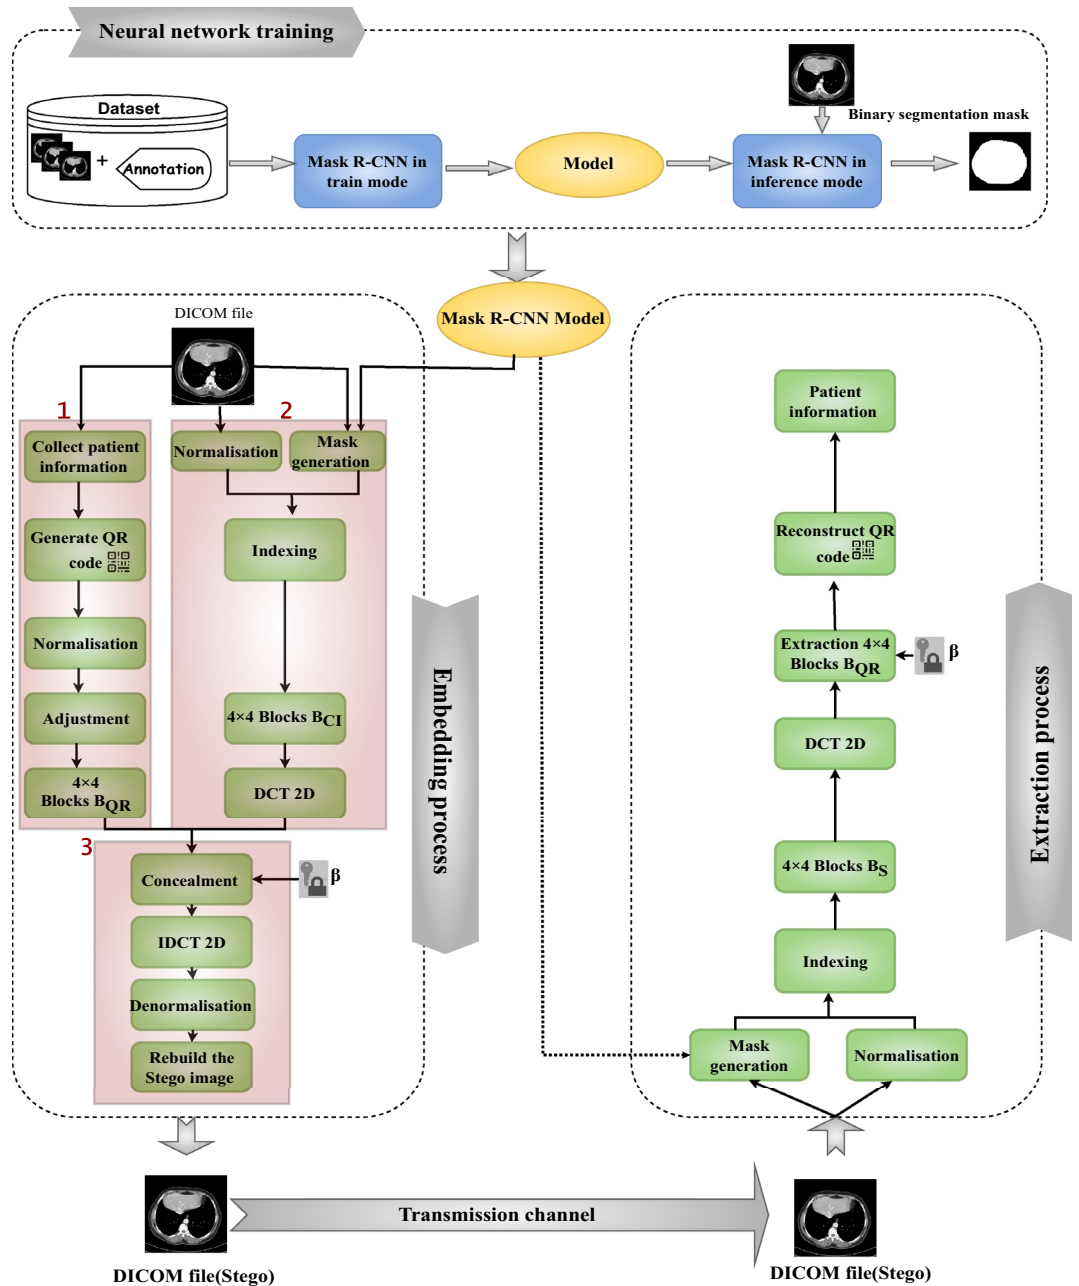 Neural network training
Dataset
+
Annotation
Mask R-CNN in
train mode
Model
Mask R-CNN in
inference mode
Binary segmentation mask
DICOM file
Mask R-CNN Model
1
2
Collect patient
information
Normalisation
Mask
generation
Generate QR
code
Indexing
Normalisation
Adjustment
4×4 Blocks BCI
4×4
Blocks BQR
DCT 2D
3
Concealment
β
IDCT 2D
Denormalisation
Rebuild the
Stego image
Embedding process
Patient
information
Reconstruct QR
code
Extraction 4×4
Blocks BQR
β
DCT 2D
4×4 Blocks BS
Indexing
Mask
generation
Normalisation
Extraction process
Transmission channel
DICOM file(Stego)
DICOM file(Stego)